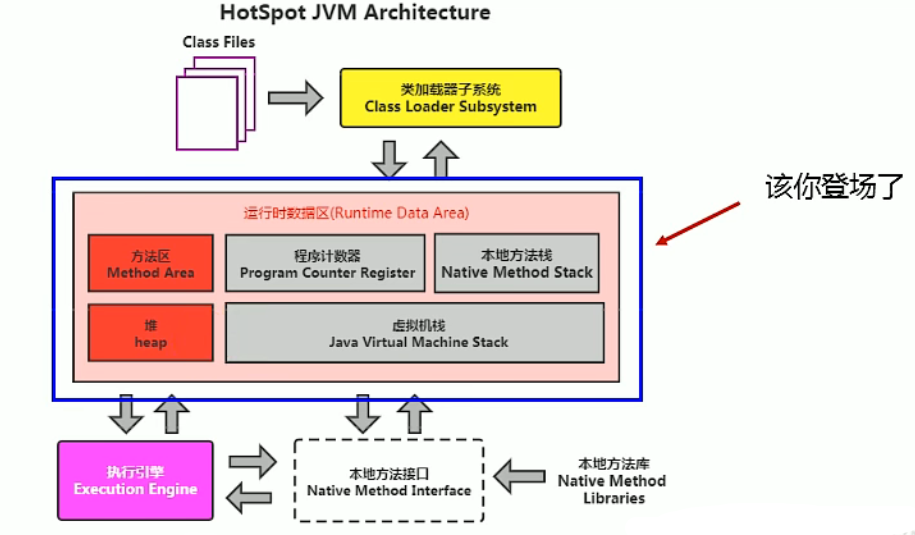 HotSpot JVM Architecture
Class Files
类加载器子系统
Class Loader Subsystem
该你登场了
运行时数据区(Runtime Data Area)
方法区
Method Area
程序计数器
Program Counter Register
本地方法栈
Native Method Stack
堆
heap
虚拟机栈
Java Virtual Machine Stack
执行引擎
Execution Engine
本地方法接口
Native Method Interface
本地方法库
Native Method
Libraries